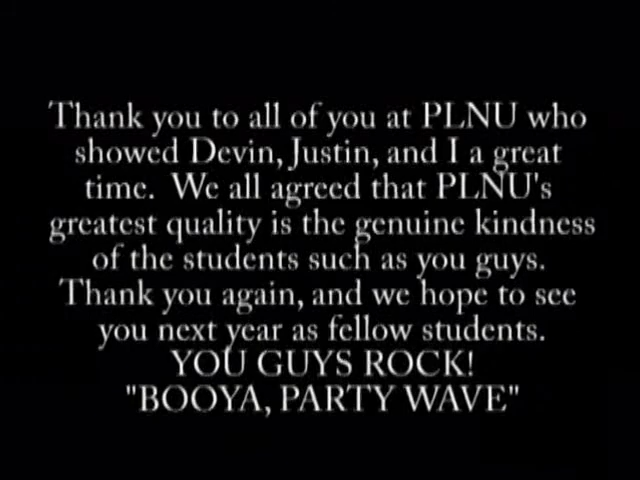 Thank you to all of you at PLNU who
showed Devin, Justin, and I a great
time.  We all agreed that PLNU's
greatest quality is the genuine kindness
of the students such as you guys.
Thank you again, and we hope to see
you next year as fellow students.
YOU GUYS ROCK!
"BOOYA, PARTY WAVE"